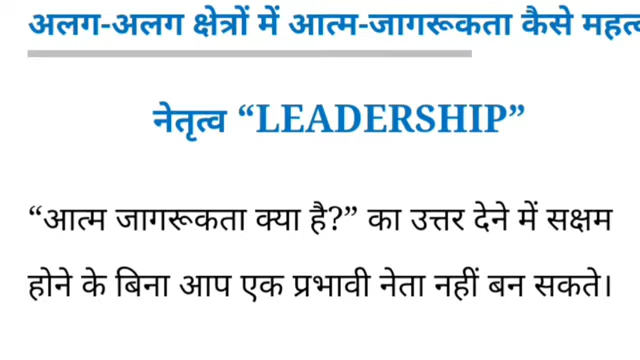 अलग-अलग क्षेत्रों में आत्म-जागरूकता कैसे
नेतृत्व “LEADERSHIP”
“आत्म जागरूकता क्या है?” का उत्तर देने में सक्षम
होने के बिना आप एक प्रभावी नेता नहीं बन सकते।